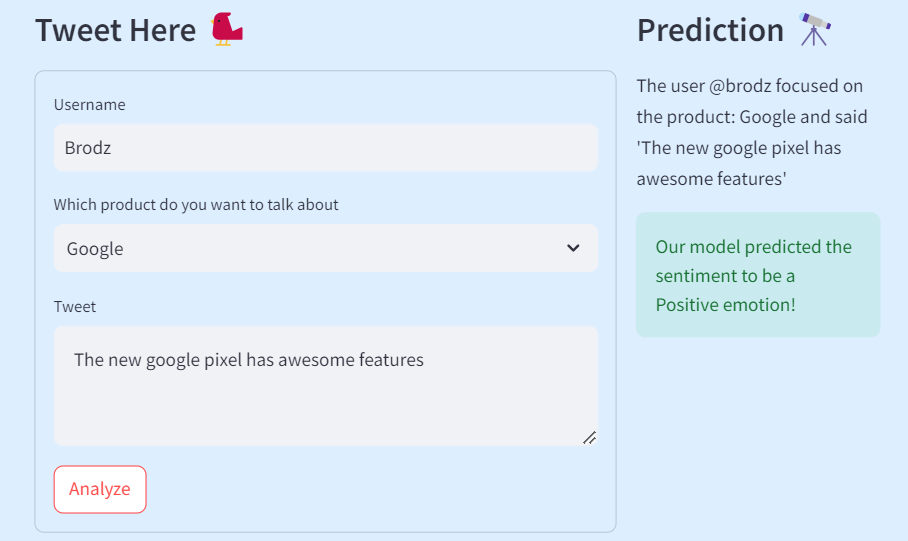 Tweet Here
Username
Brodz
Which product do you want to talk about
Google
Tweet
The new google pixel has awesome features
Analyze
Prediction
The user @brodz focused on
the product: Google and said
'The new google pixel has
awesome features'
Our model predicted the
sentiment to be a
Positive emotion!